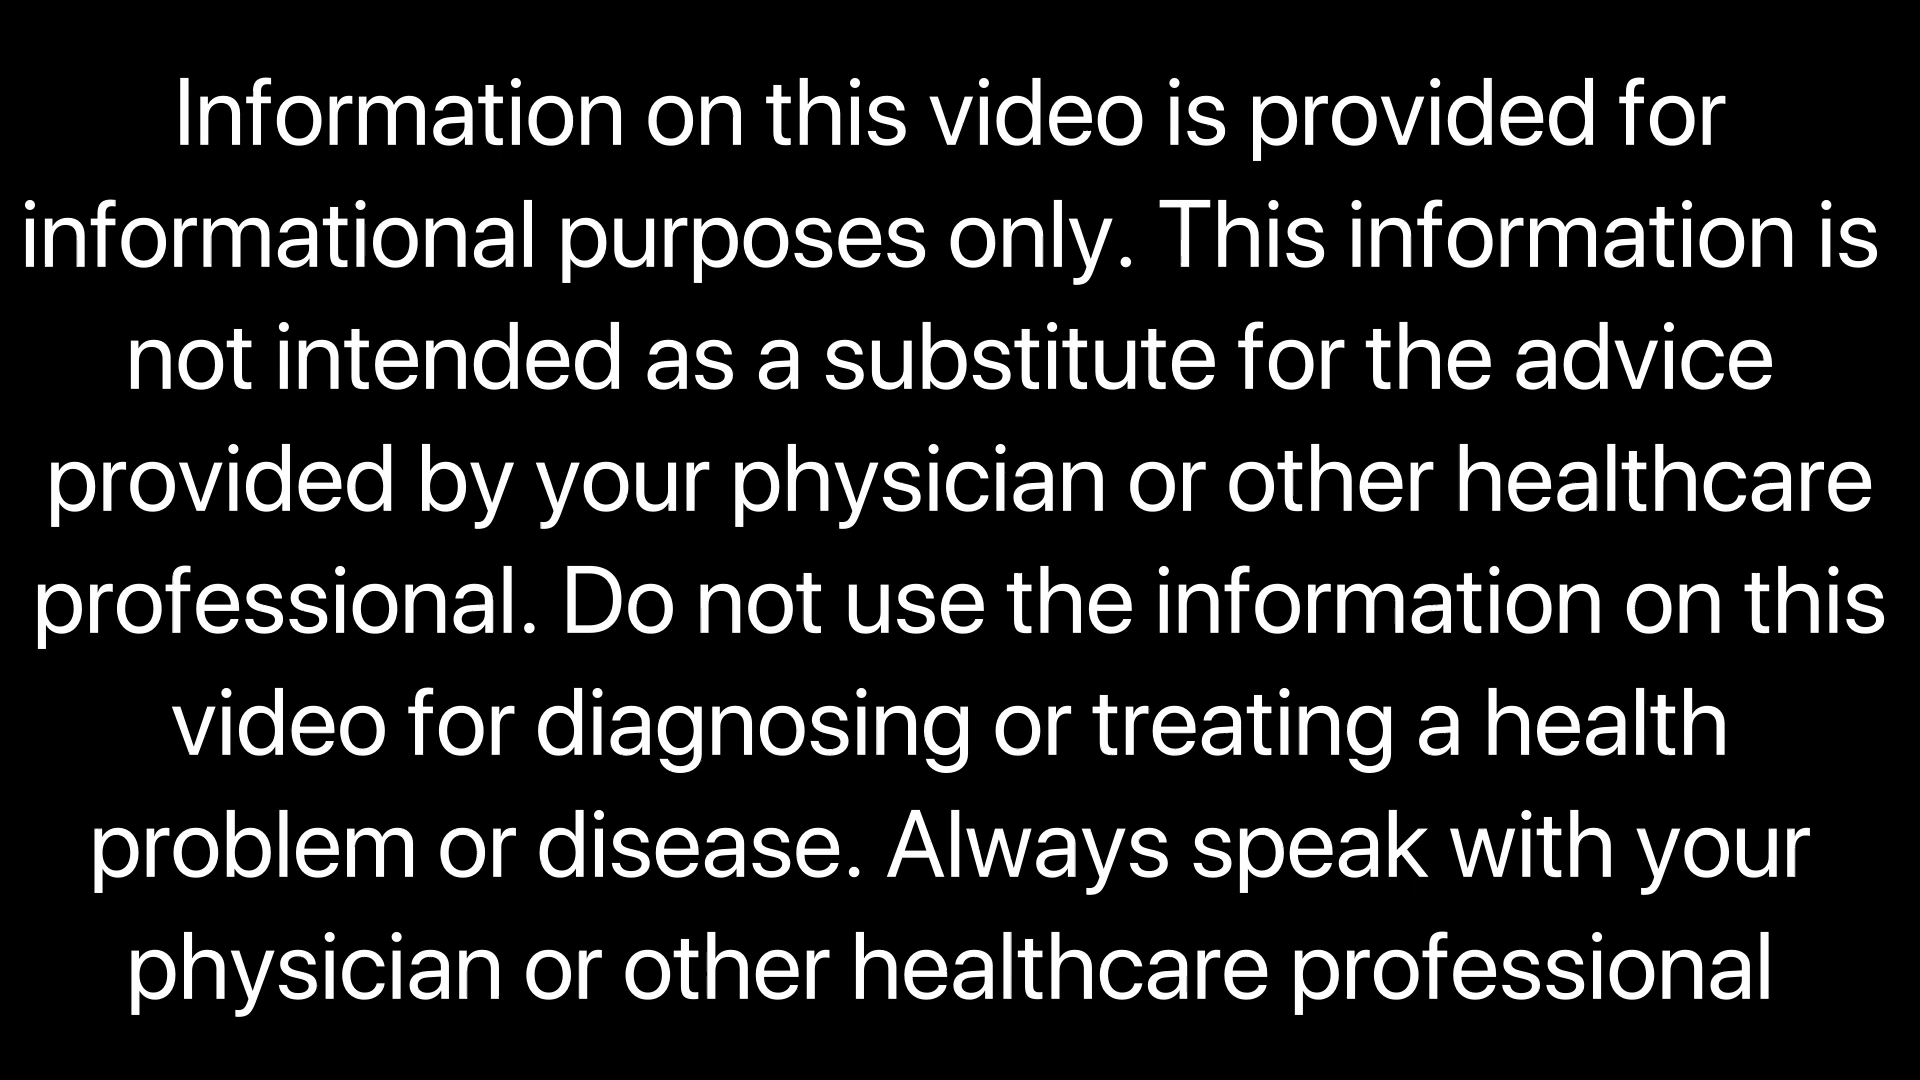 Information on this video is provided for
informational purposes only. This information is
not intended as a substitute for the advice
provided by your physician or other healthcare
professional. Do not use the information on this
video for diagnosing or treating a health
problem or disease. Always speak with your
physician or other healthcare professional